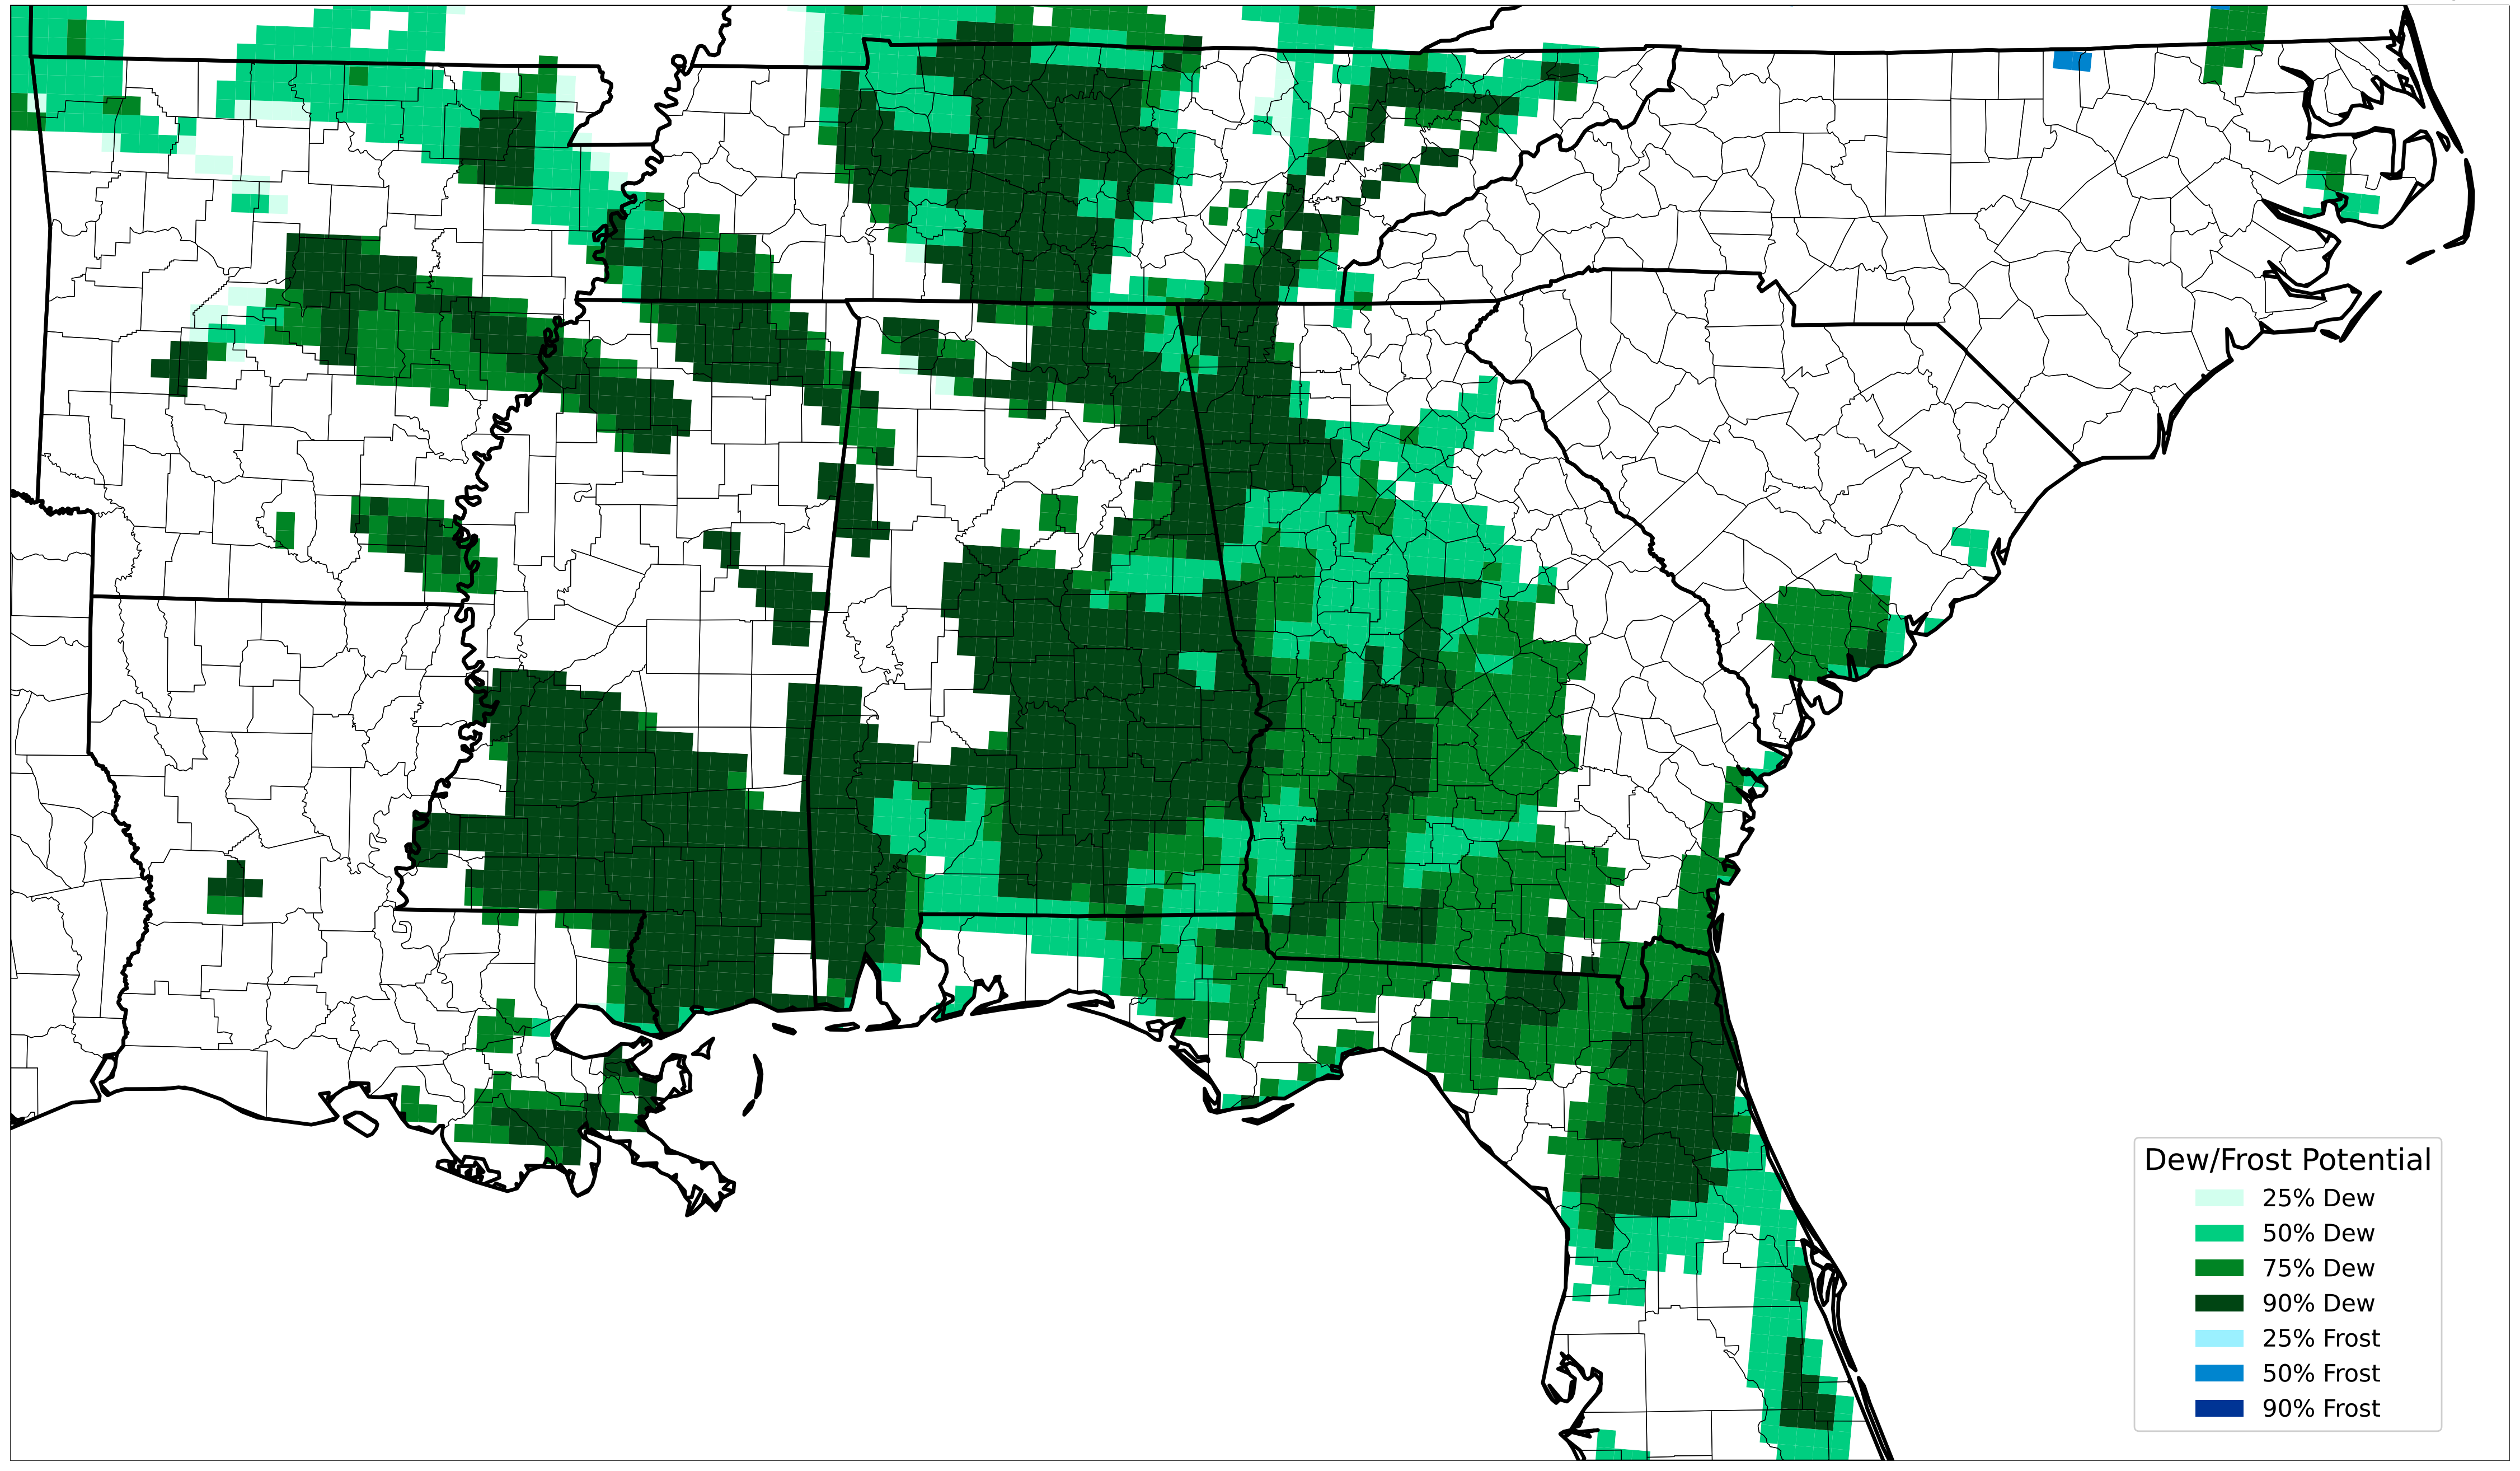 Dew/Frost Potential
25% Dew
50% Dew
75% Dew
90% Dew
25% Frost
50% Frost
90% Frost